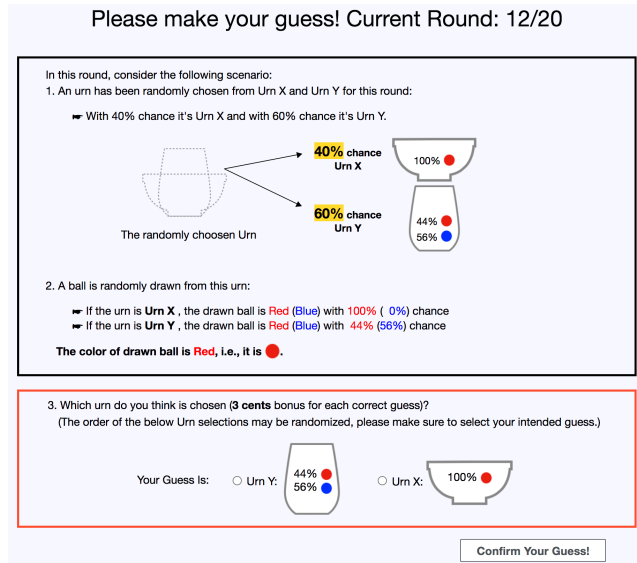 Please make your guess! Current Round: 12/20
In this round, consider the following scenario:
1. An urn has been randomly chosen from Urn X and Urn Y for this round:
☛ With 40% chance it's Urn X and with 60% chance it's Urn Y.
40% chance
Urn X
100%
60% chance
Urn Y
44%
56%
The randomly choosen Urn
2. A ball is randomly drawn from this urn:
☛ If the urn is Urn X , the drawn ball is Red (Blue) with 100% ( 0%) chance
☛ If the urn is Urn Y , the drawn ball is Red (Blue) with 44% (56%) chance
The color of drawn ball is Red, i.e., it is .
3. Which urn do you think is chosen (3 cents bonus for each correct guess)?
(The order of the below Urn selections may be randomized, please make sure to select your intended guess.)
Your Guess Is: Urn Y: 44% 56% Urn X: 100%
Confirm Your Guess!